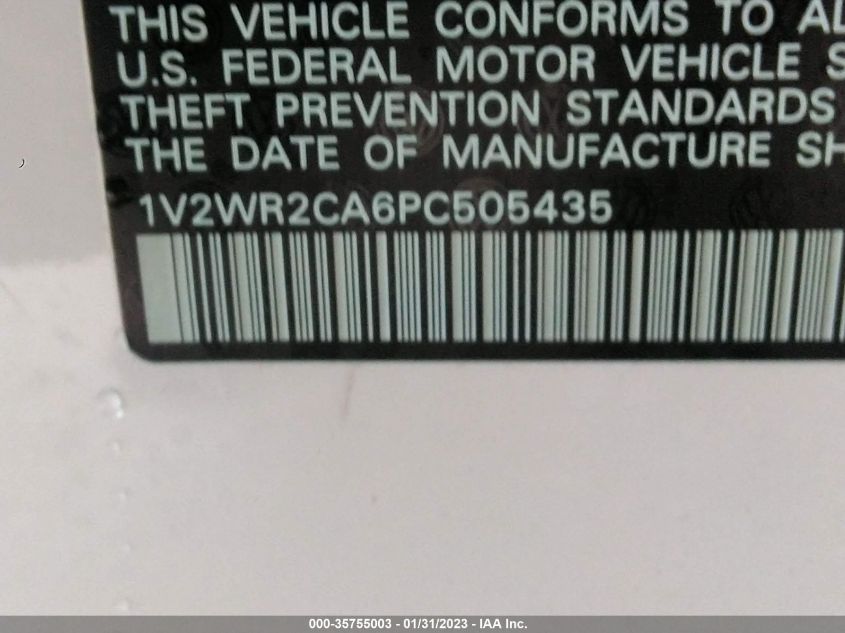 THIS VEHICLE CONFORMS TO AL
U.S. FEDERAL MOTOR VEHICLE S
THEFT PREVENTION STANDARDS
THE DATE OF MANUFACTURE SH
1V2WR2CA6PC505435
000-35755003 - 01/31/2023 - IAA Inc.